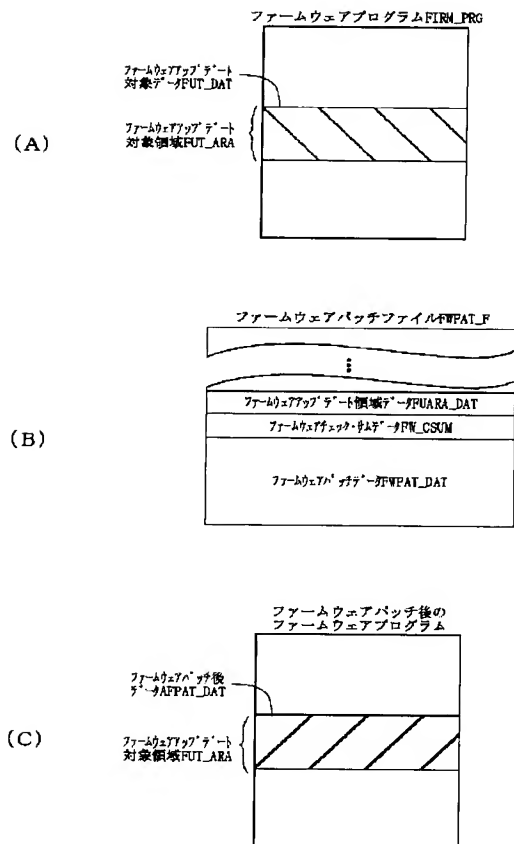 ファームウェアプログラムFIRM_PRG
ファームウェアアップデート
対象データFUT_DAT
(A)
ファームウェアアップデート
対象領域FUT_ARA
ファームウェアパッチファイルFWPAT_F
ファームウェアアップデート領域データFUARA_DAT
(B)
ファームウェアチェック・サムデータFW_CSUM
ファームウェアパッチデータFWPAT_DAT
ファームウェアパッチ後の
ファームウェアプログラム
ファームウェアパッチ後
データAFPAT_DAT
(C)
ファームウェアアップデート
対象領域FUT_ARA